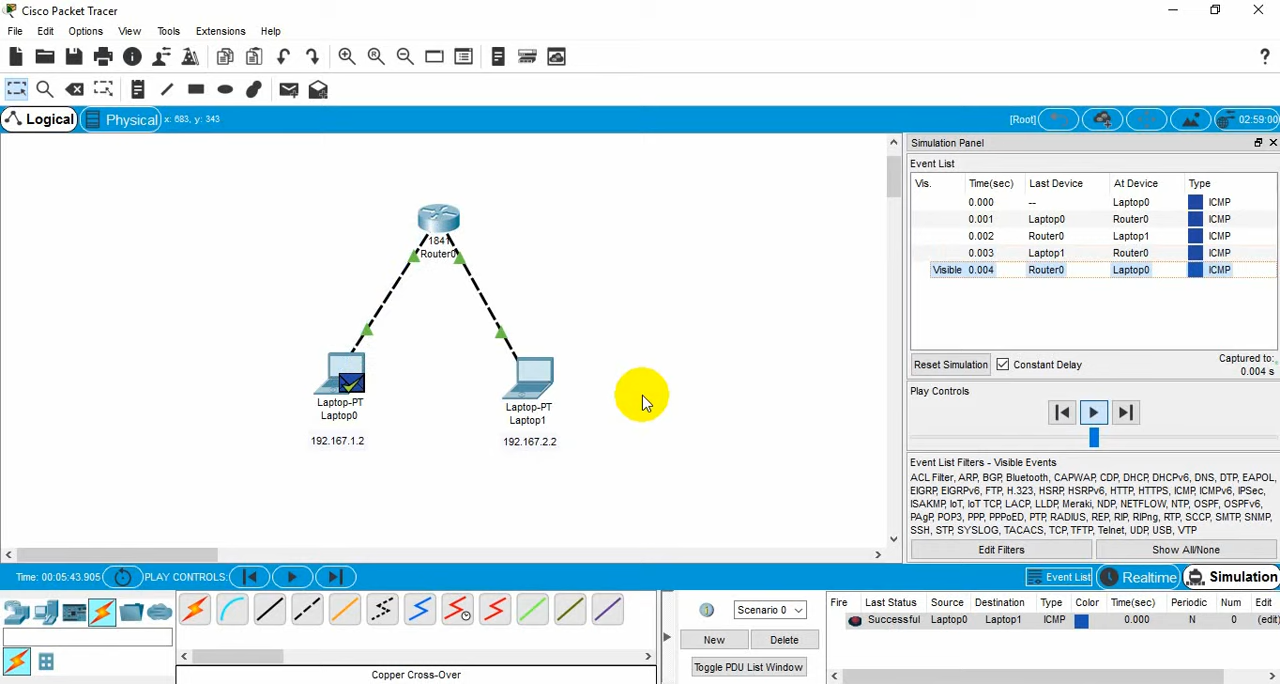 Cisco Packet Tracer
File Edit Options View Tools Extensions Help
?
Logical Physical x: 683, y: 343 [Root] 02:59:00
Simulation Panel
Event List
Vis. Time(sec) Last Device At Device Type
0.000 -- Laptop0 ICMP
0.001 Laptop0 Router0 ICMP
0.002 Router0 Laptop1 ICMP
0.003 Laptop1 Router0 ICMP
Visible 0.004 Router0 Laptop0 ICMP
1841
Router0
Reset Simulation Constant Delay Captured to:
0.004 s
Play Controls
Laptop-PT
Laptop0
192.167.1.2
Laptop-PT
Laptop1
192.167.2.2
Event List Filters - Visible Events
ACL Filter, ARP, BGP, Bluetooth, CAPWAP, CDP, DHCP, DHCPv6, DNS, DTP, EAPOL,
EIGRP, EIGRPv6, FTP, H.323, HSRP, HSRPv6, HTTP, HTTPS, ICMP, ICMPv6, IPSec,
ISAKMP, IoT, IoT TCP, LACP, LLDP, Meraki, NDP, NETFLOW, NTP, OSPF, OSPFv6,
PAgP, POP3, PPP, PPPoED, PTP, RADIUS, REP, RIP, RIPng, RTP, SCCP, SMTP, SNMP,
SSH, STP, SYSLOG, TACACS, TCP, TFTP, Telnet, UDP, USB, VTP
Edit Filters Show All/None
Time: 00:05:43.905 PLAY CONTROLS: Event List Realtime Simulation
Scenario 0
New Delete
Toggle PDU List Window
Copper Cross-Over
Fire Last Status Source Destination Type Color Time(sec) Periodic Num Edit
Successful Laptop0 Laptop1 ICMP 0.000 N 0 (edit)